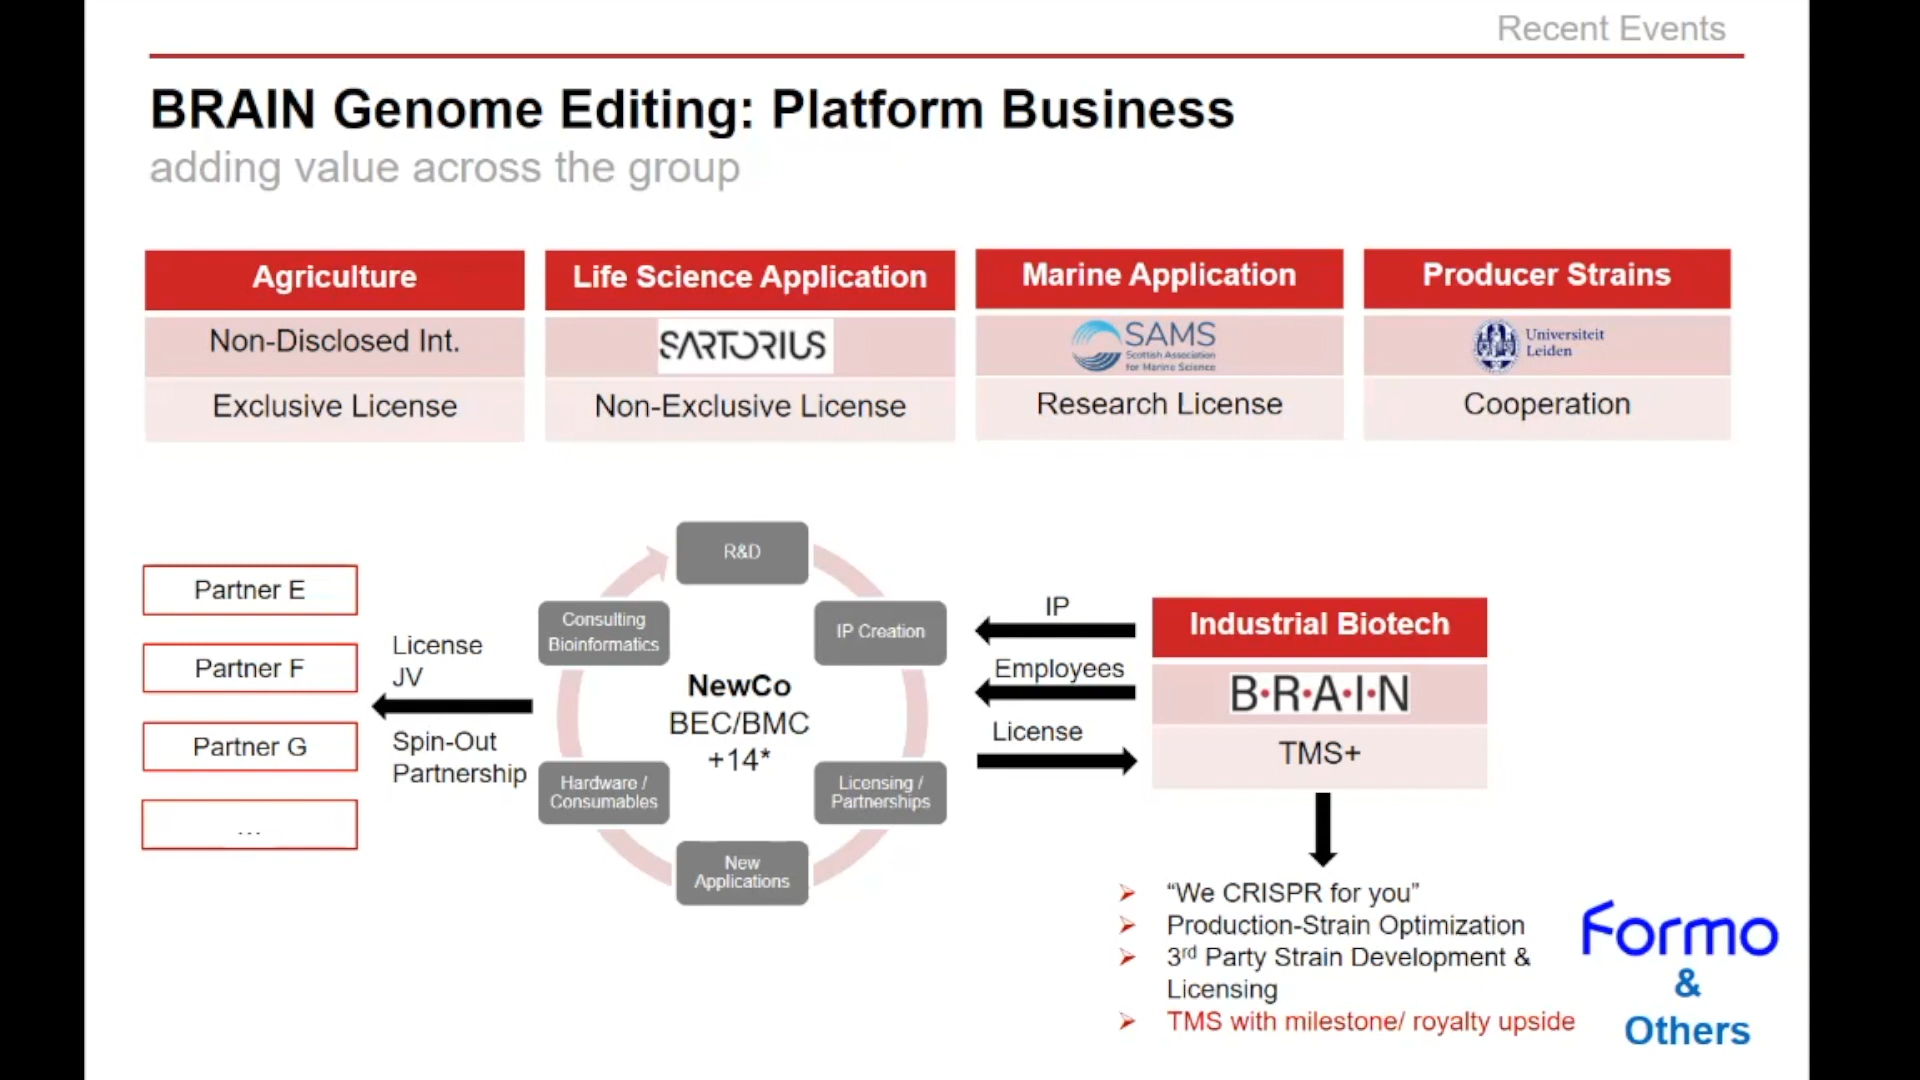 Recent Events
BRAIN Genome Editing: Platform Business
adding value across the group
Agriculture
Non-Disclosed Int.
Exclusive License
Life Science Application
SARTORIUS
Non-Exclusive License
Marine Application
SAMS
Scottish Association
for Marine Science
Research License
Producer Strains
Universiteit
Leiden
Cooperation
Partner E
Partner F
Partner G
...
License
JV
Spin-Out
Partnership
R&D
IP Creation
Licensing /
Partnerships
New
Applications
Hardware /
Consumables
Consulting
Bioinformatics
NewCo
BEC/BMC
+14*
IP
Employees
License
Industrial Biotech
B·R·A·I·N
TMS+
➢ “We CRISPR for you”
➢ Production-Strain Optimization
➢ 3rd Party Strain Development &
Licensing
➢ TMS with milestone/ royalty upside
Formo
&
Others